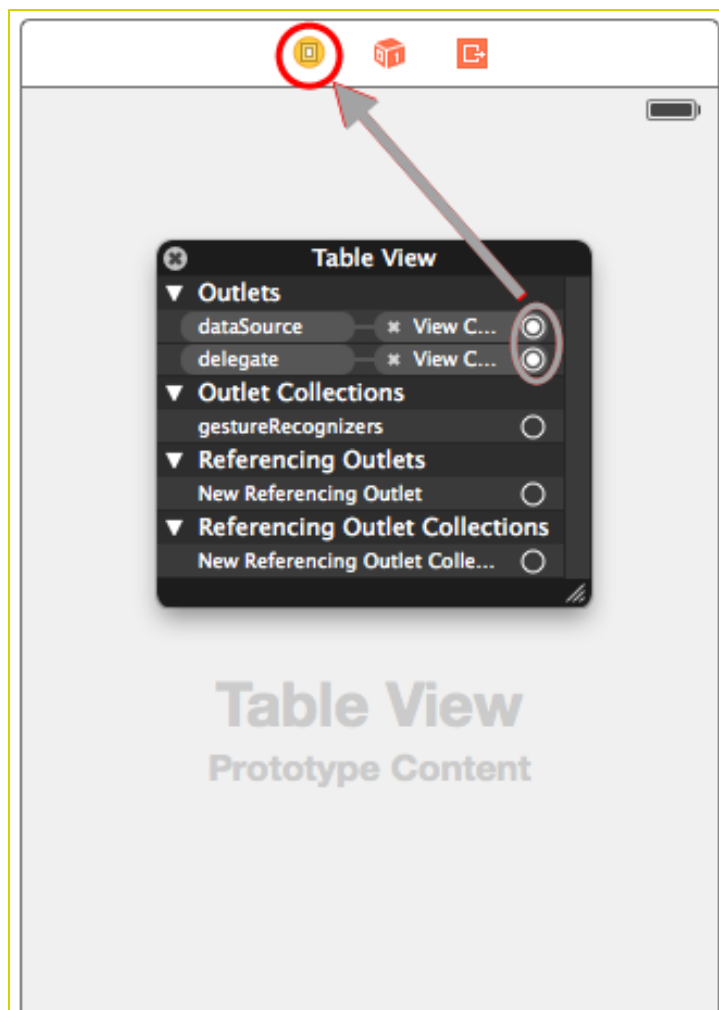 Table View
Outlets
dataSource View C...
delegate View C...
Outlet Collections
gestureRecognizers
Referencing Outlets
New Referencing Outlet
Referencing Outlet Collections
New Referencing Outlet Colle...
Table View
Prototype Content